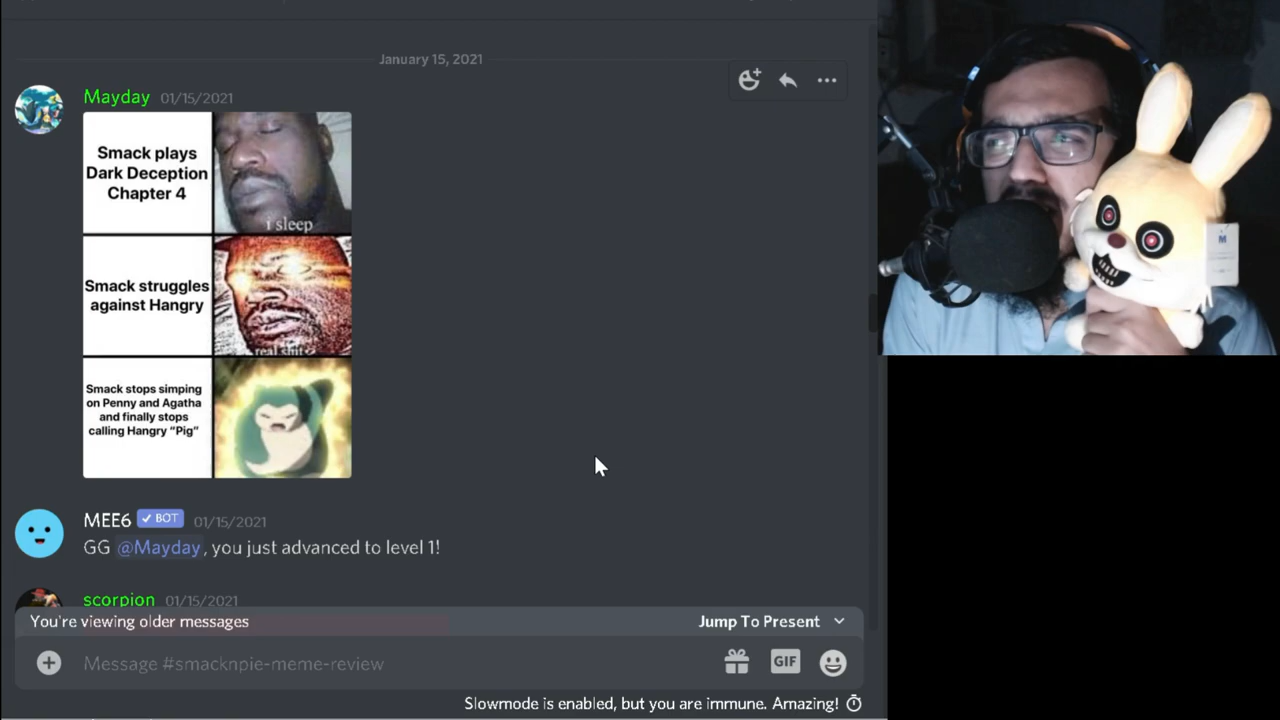 January 15, 2021
Mayday 01/15/2021
Smack plays
Dark Deception
Chapter 4
i sleep
Smack struggles
against Hangry
real shit
Smack stops simping
on Penny and Agatha
and finally stops
calling Hangry “Pig”
MEE6 BOT 01/15/2021
GG @Mayday, you just advanced to level 1!
scorpion 01/15/2021
You're viewing older messages
Jump To Present
Message #smacknpie-meme-review
GIF
Slowmode is enabled, but you are immune. Amazing!
M